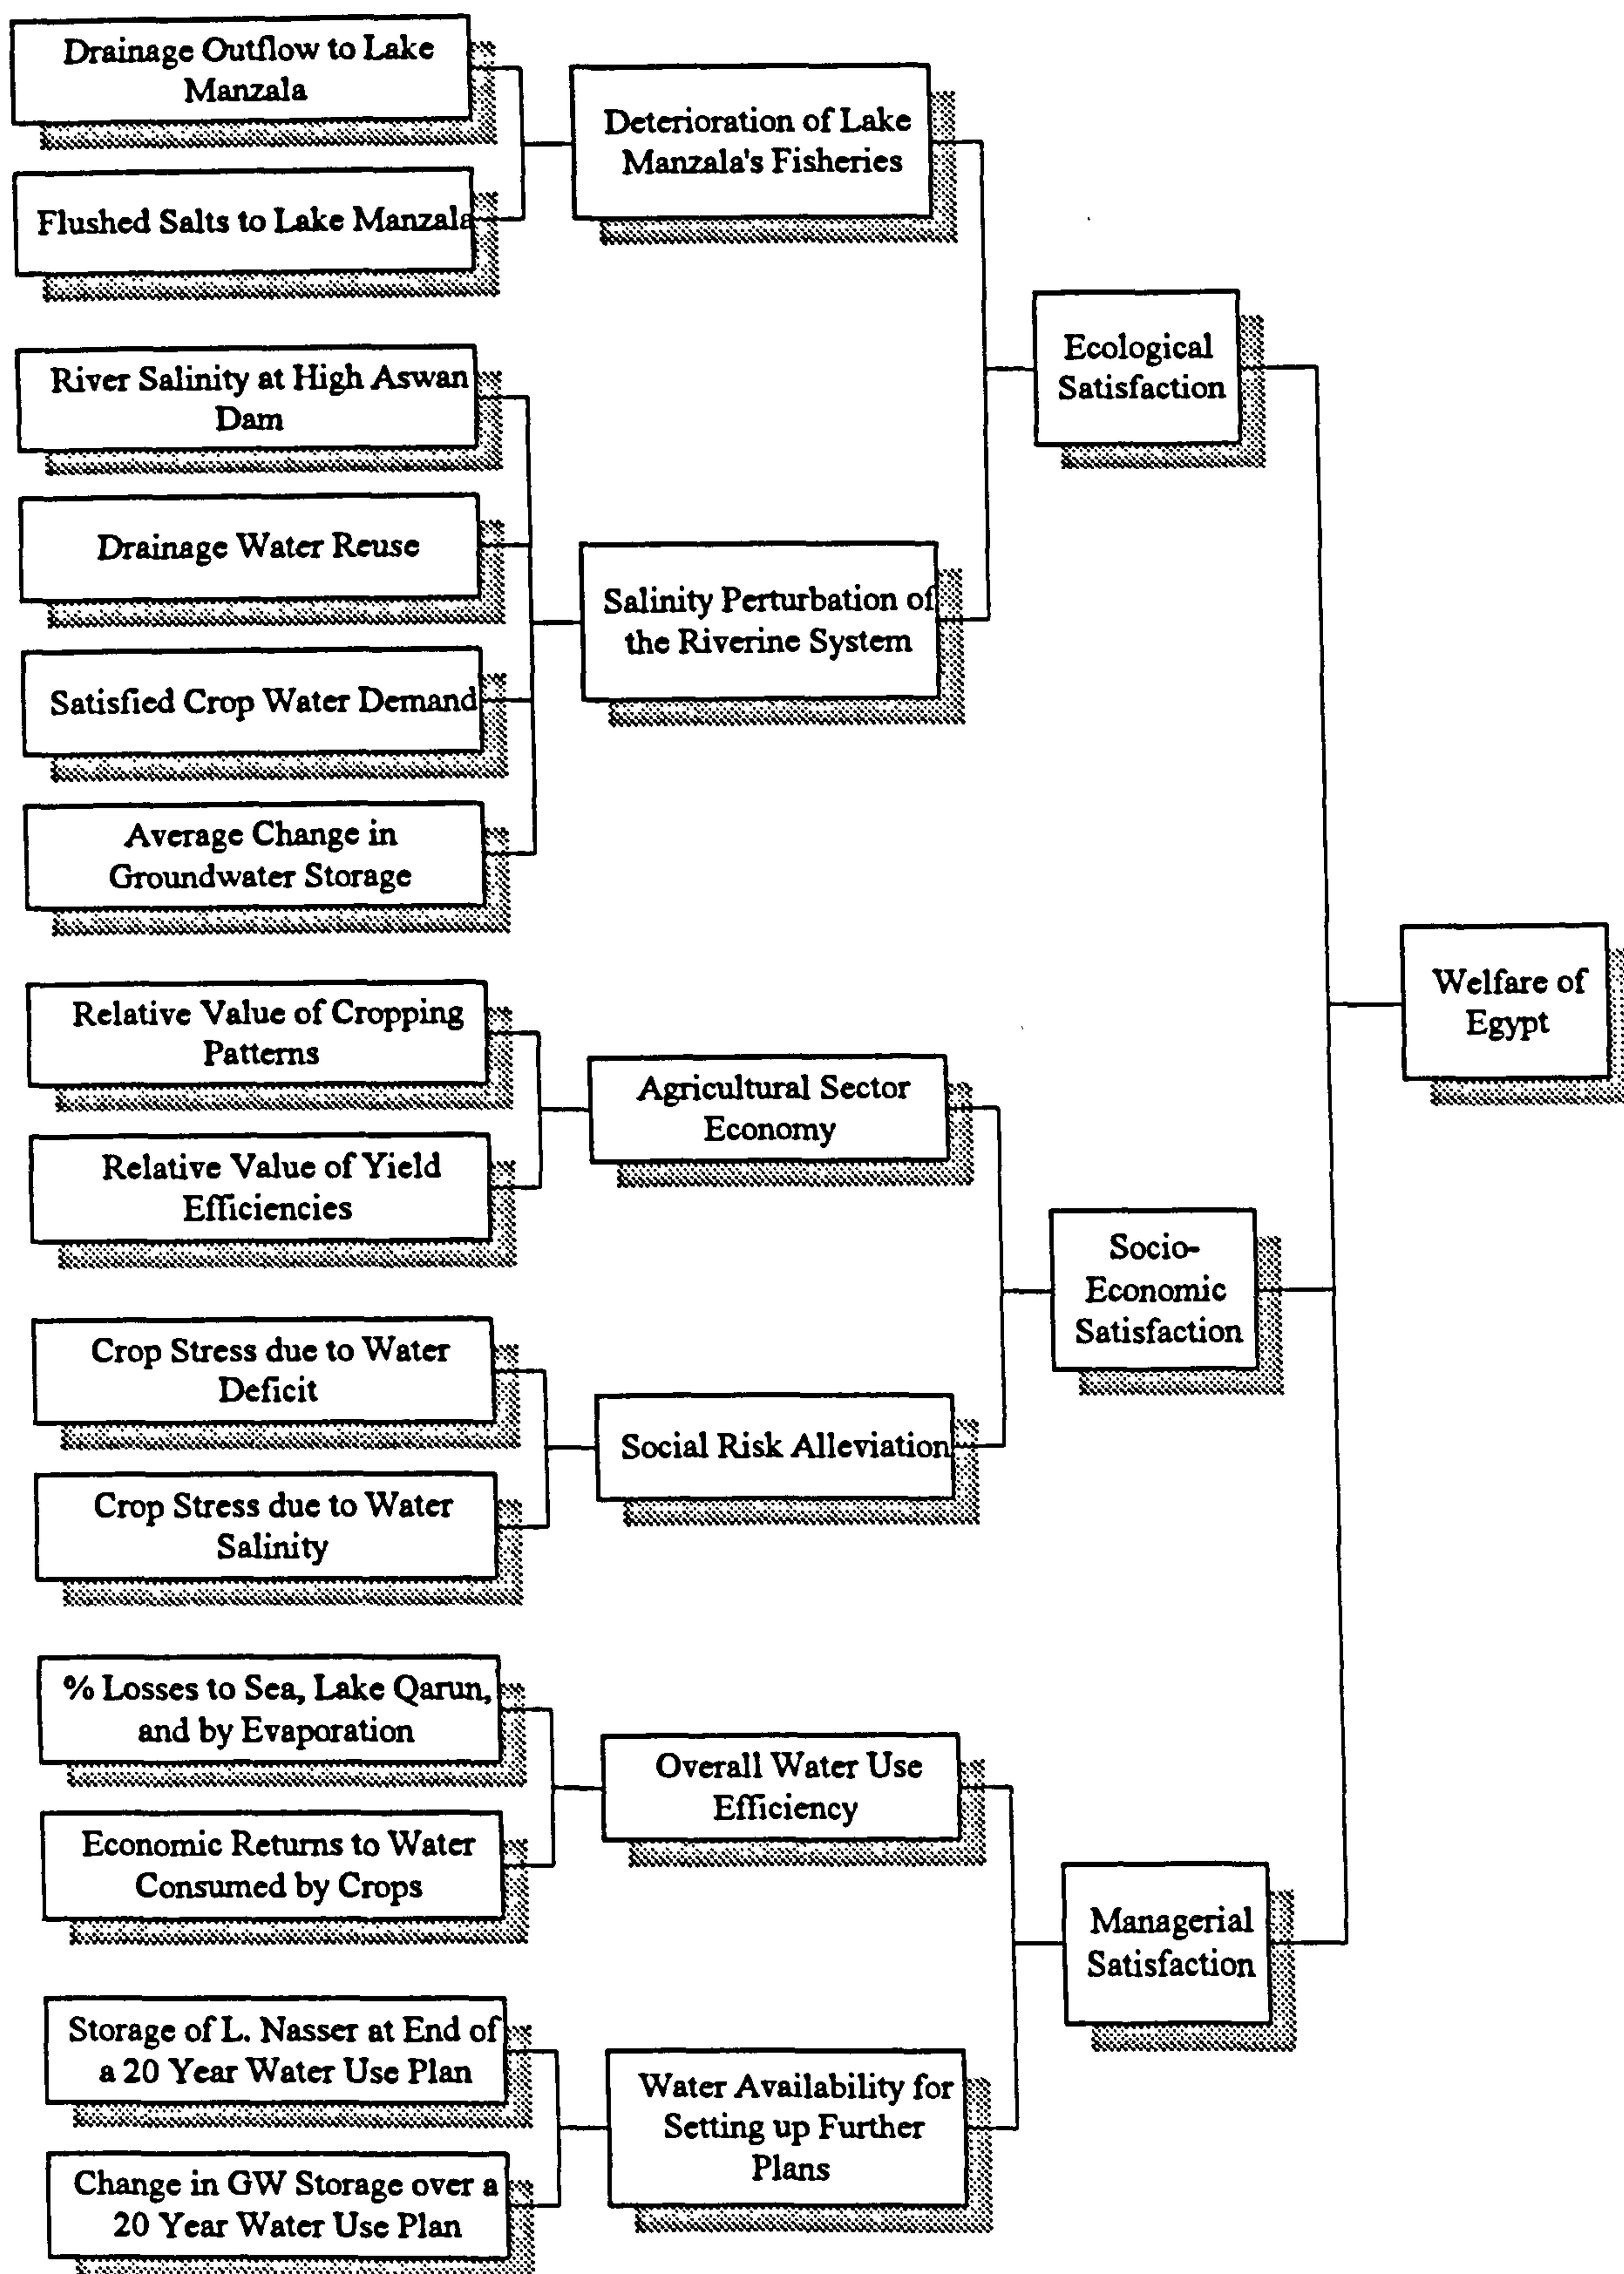 Drainage Outflow to Lake
Manzala
Flushed Salts to Lake Manzala
River Salinity at High Aswan
Dam
Drainage Water Reuse
Satisfied Crop Water Demand
Average Change in
Groundwater Storage
Relative Value of Cropping
Patterns
Relative Value of Yield
Efficiencies
Crop Stress due to Water
Deficit
Crop Stress due to Water
Salinity
% Losses to Sea, Lake Qarun,
and by Evaporation
Economic Returns to Water
Consumed by Crops
Storage of L. Nasser at End of
a 20 Year Water Use Plan
Change in GW Storage over a
20 Year Water Use Plan
Deterioration of Lake
Manzala's Fisheries
Salinity Perturbation of
the Riverine System
Agricultural Sector
Economy
Social Risk Alleviation
Overall Water Use
Efficiency
Water Availability for
Setting up Further
Plans
Ecological
Satisfaction
Socio-
Economic
Satisfaction
Managerial
Satisfaction
Welfare of
Egypt